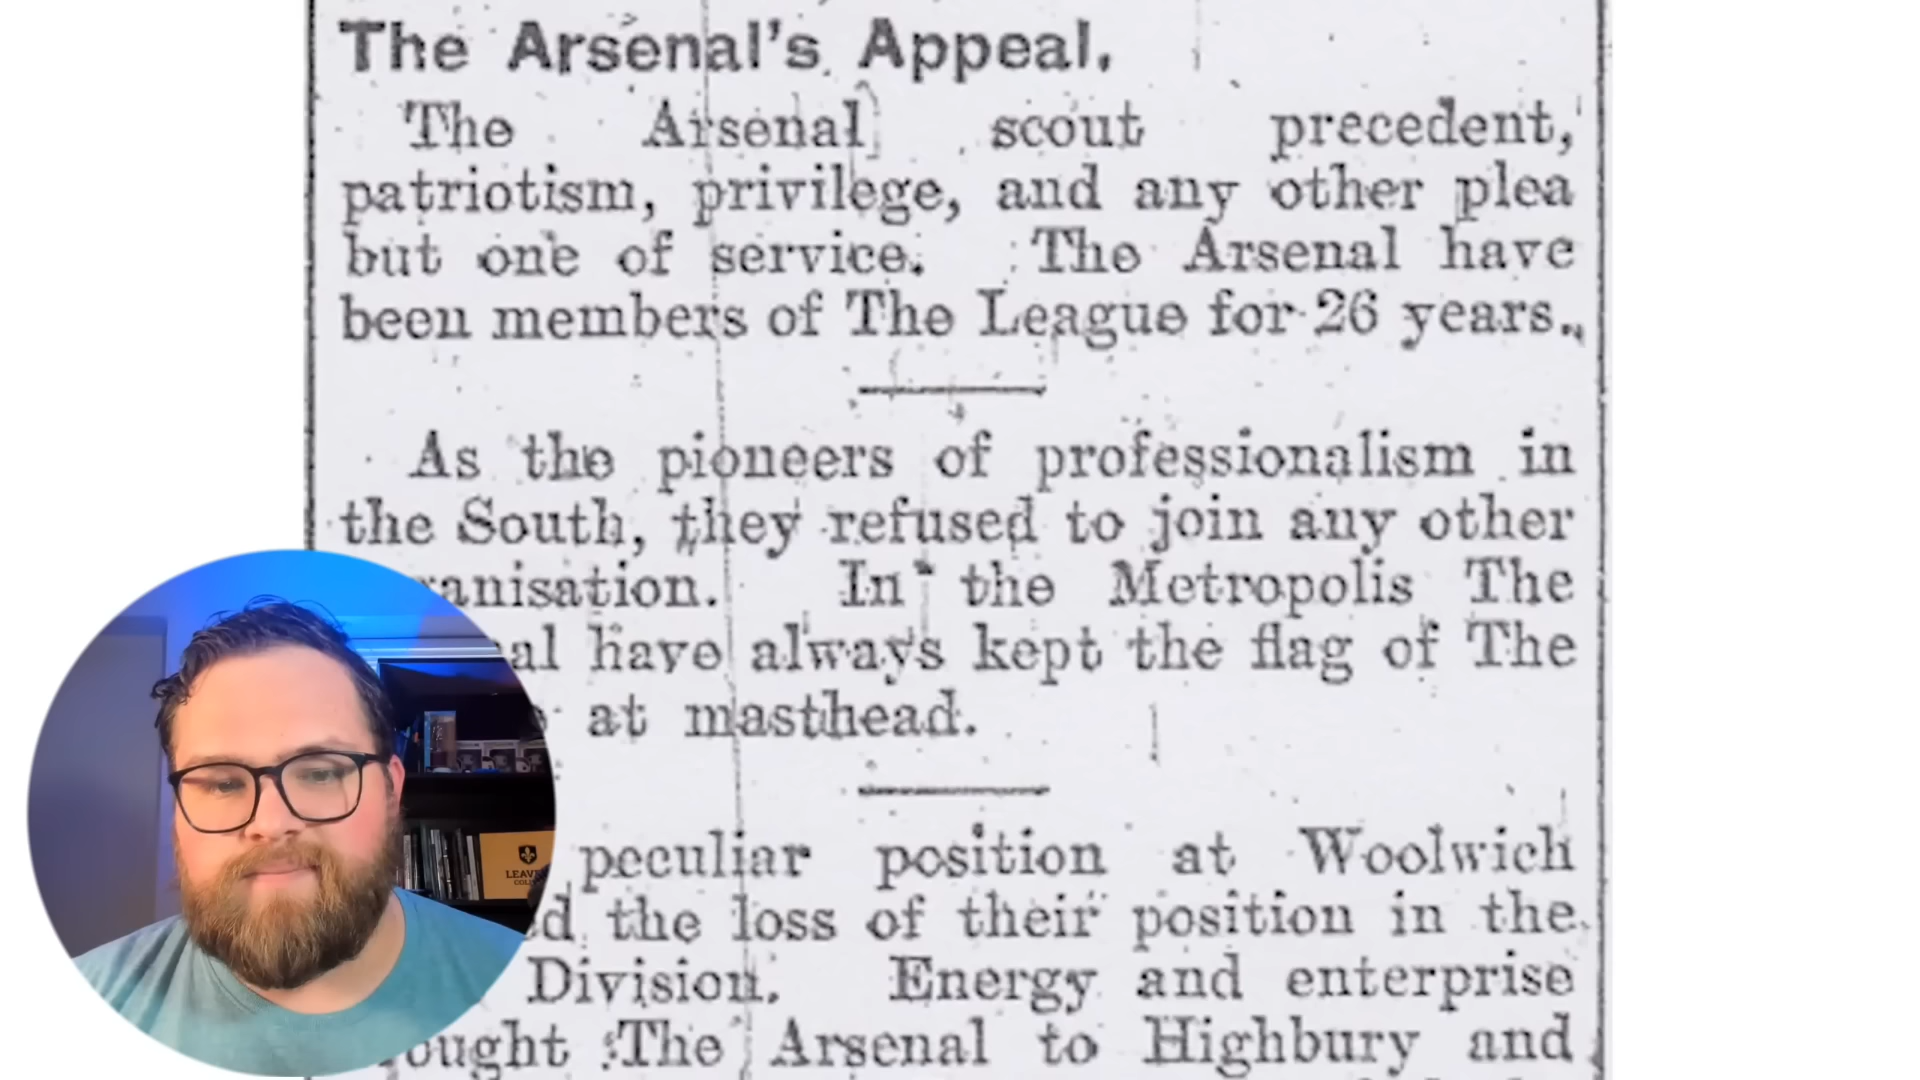 The Arsenal's Appeal.
The Arsenal scout precedent,
patriotism, privilege, and any other plea
but one of service. The Arsenal have
been members of The League for 26 years.
As the pioneers of professionalism in
the South, they refused to join any other
anisation. In the Metropolis The
al have always kept the flag of The
at masthead.
peculiar position at Woolwich
ed the loss of their position in the
Division. Energy and enterprise
ought The Arsenal to Highbury and
LEAVE
COL